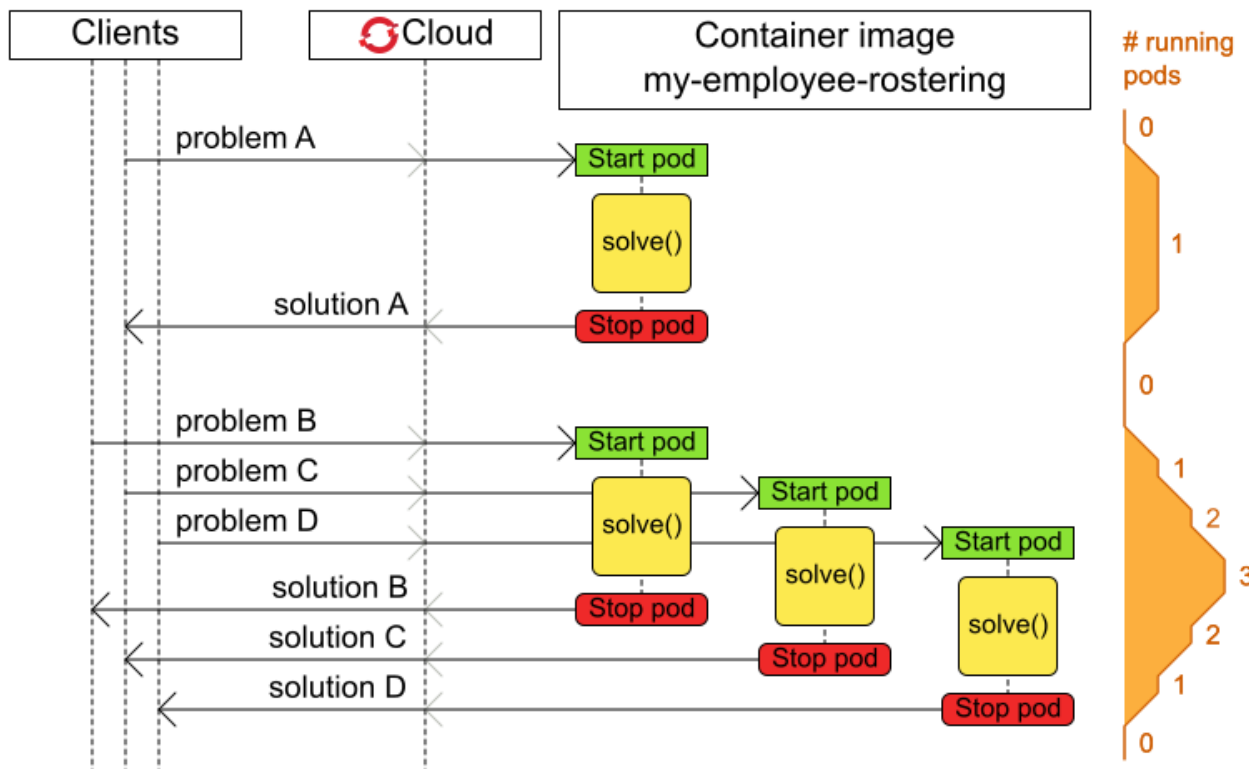 Clients
Cloud
Container image
my-employee-rostering
# running
pods
0
problem A
Start pod
solve()
1
solution A
Stop pod
0
problem B
Start pod
problem C
1
Start pod
problem D
solve()
2
Start pod
solve()
3
solution B
Stop pod
solve()
solution C
2
Stop pod
solution D
1
Stop pod
0